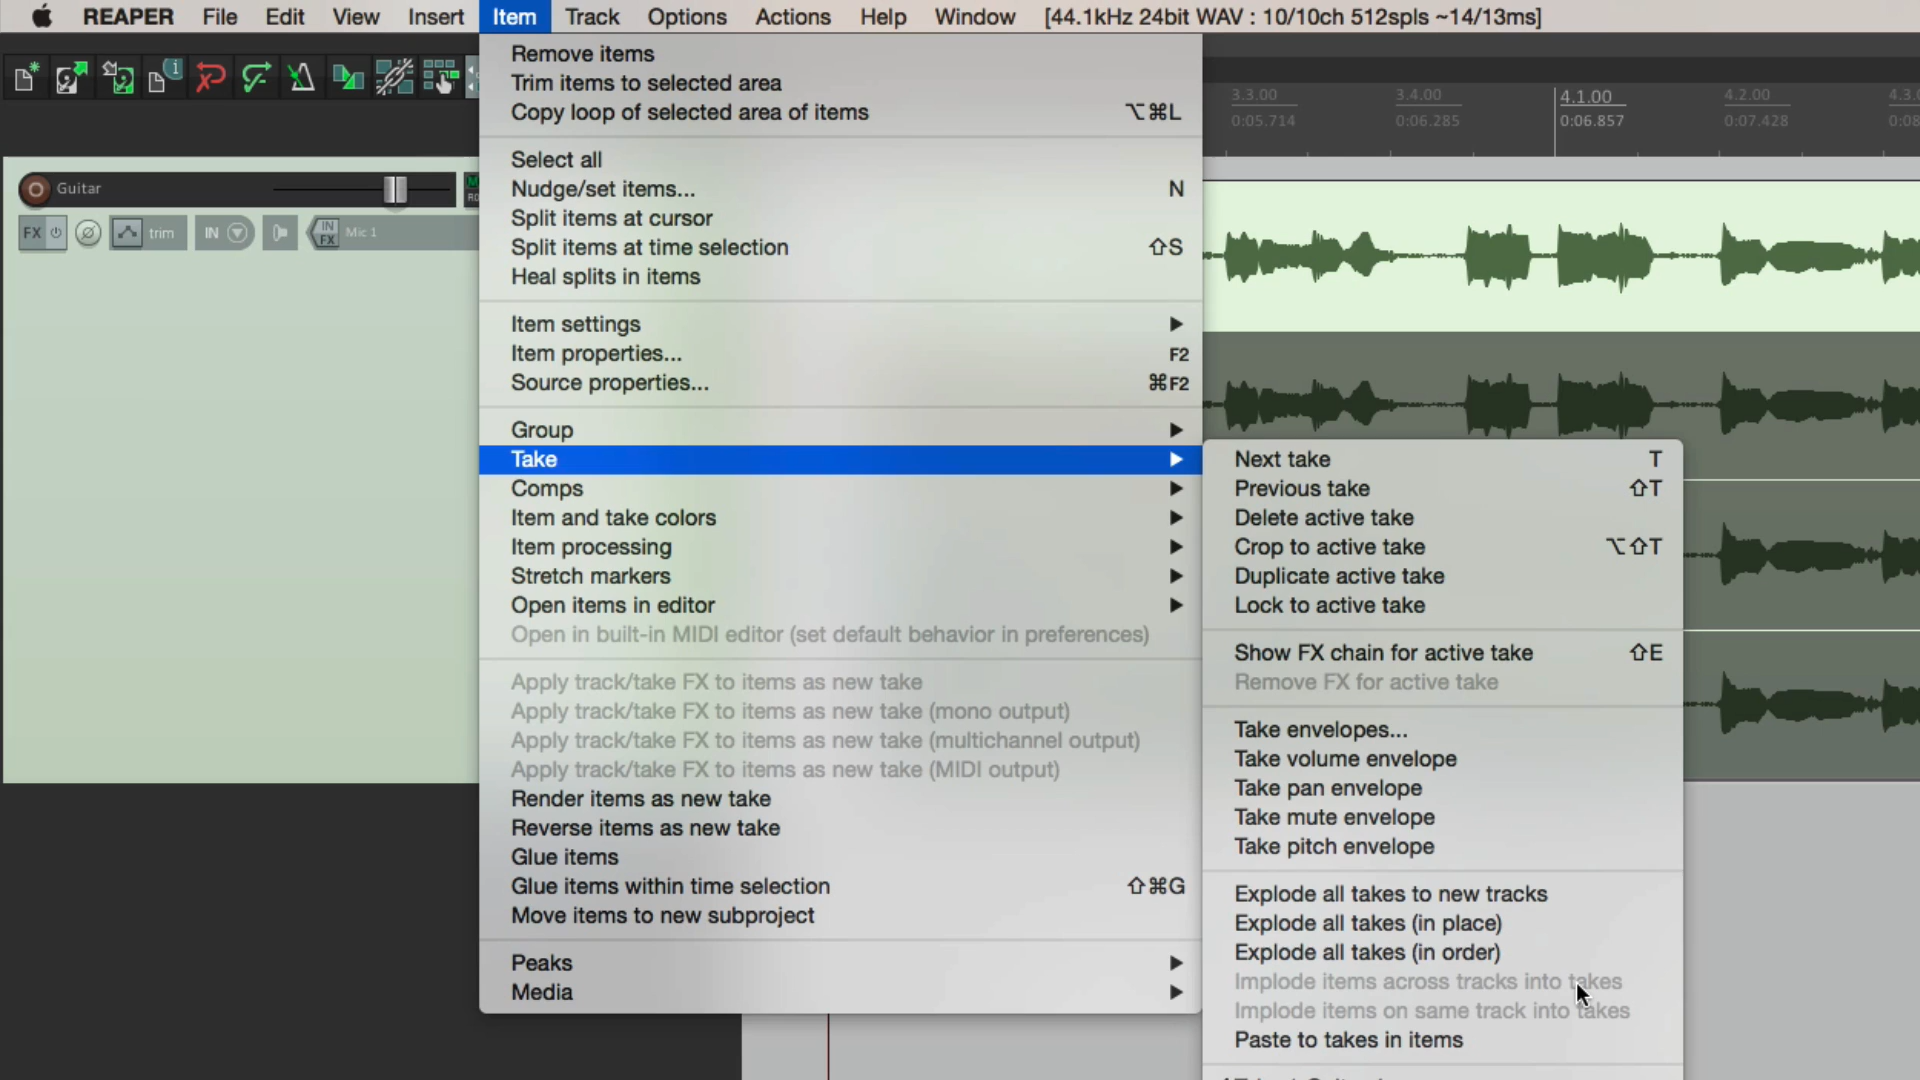 REAPER File Edit View Insert Item Track Options Actions Help Window [44.1kHz 24bit WAV : 10/10ch 512spls ~14/13ms]
Remove items
Trim items to selected area
Copy loop of selected area of items ⌥⌘L
Select all
Nudge/set items... N
Split items at cursor
Split items at time selection ⇧S
Heal splits in items
Item settings
Item properties... F2
Source properties... ⌘F2
Group
Take
Comps
Item and take colors
Item processing
Stretch markers
Open items in editor
Open in built-in MIDI editor (set default behavior in preferences)
Apply track/take FX to items as new take
Apply track/take FX to items as new take (mono output)
Apply track/take FX to items as new take (multichannel output)
Apply track/take FX to items as new take (MIDI output)
Render items as new take
Reverse items as new take
Glue items
Glue items within time selection ⇧⌘G
Move items to new subproject
Peaks
Media
Next take T
Previous take ⇧T
Delete active take
Crop to active take ⌥⇧T
Duplicate active take
Lock to active take
Show FX chain for active take ⇧E
Remove FX for active take
Take envelopes...
Take volume envelope
Take pan envelope
Take mute envelope
Take pitch envelope
Explode all takes to new tracks
Explode all takes (in place)
Explode all takes (in order)
Implode items across tracks into takes
Implode items on same track into takes
Paste to takes in items
3.3.00 3.4.00 4.1.00 4.2.00
0:05.714 0:06.285 0:06.857 0:07.428
Guitar
FX trim IN IN FX Mic 1